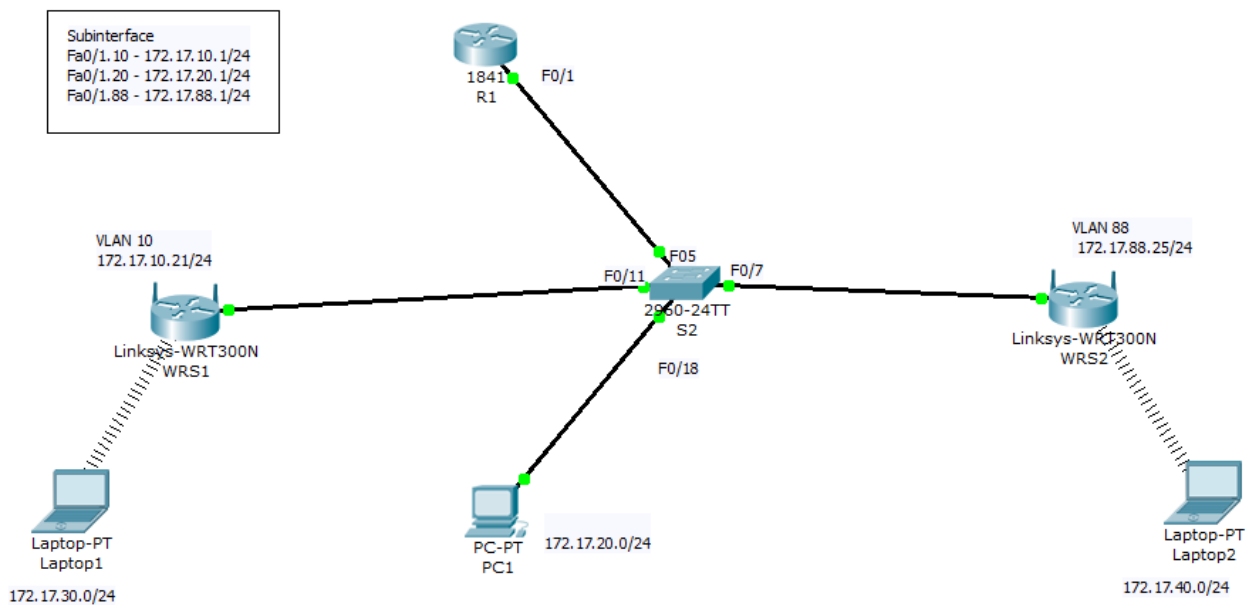 Subinterface
Fa0/1.10 - 172.17.10.1/24
Fa0/1.20 - 172.17.20.1/24
Fa0/1.88 - 172.17.88.1/24
1841
R1
F0/1
VLAN 10
172.17.10.21/24
VLAN 88
172.17.88.25/24
F05
F0/11
F0/7
2960-24TT
S2
Linksys-WRT300N
WRS1
Linksys-WRT300N
WRS2
F0/18
Laptop-PT
Laptop1
172.17.30.0/24
PC-PT
PC1
172.17.20.0/24
Laptop-PT
Laptop2
172.17.40.0/24